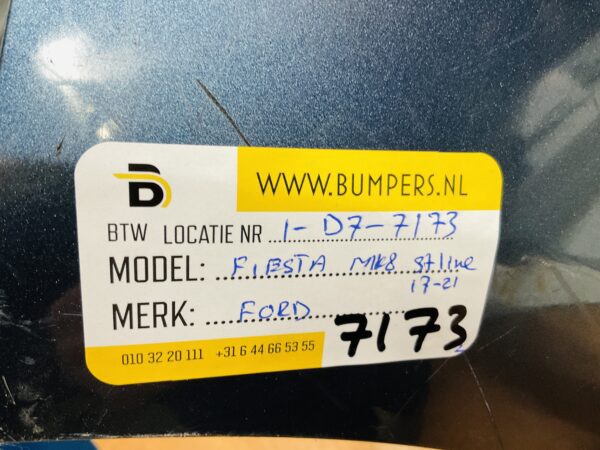 B
WWW.BUMPERS.NL
BTW LOCATIE NR 1-D7-7173
MODEL: FIESTA MK8 st line
17-21
MERK: FORD
7173
010 32 20 111 +31 6 44 66 53 55